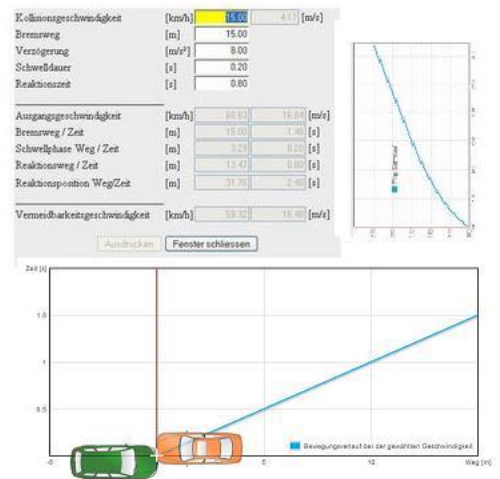 Kollisionsgeschwindigkeit [km/h] 15.00 4.17 [m/s]
Bremsweg [m] 15.00
Verzögerung [m/s²] 8.00
Schwelldauer [s] 0.20
Reaktionszeit [s] 0.80
Ausgangsgeschwindigkeit [km/h] 60.63 16.84 [m/s]
Bremsweg / Zeit [m] 15.00 1.48 [s]
Schwellphase Weg / Zeit [m] 3.29 0.20 [s]
Reaktionsweg / Zeit [m] 13.47 0.80 [s]
Reaktionsposition Weg/Zeit [m] 31.76 2.48 [s]
Vermeidbarkeitsgeschwindigkeit [km/h] 59.32 16.48 [m/s]
Ausdrucken Fenster schliessen
Zeit [s]
1.5
1
0.5
Bewegungsverlauf bei der gewählten Geschwindigkeit
-5 5 10 Weg [m]